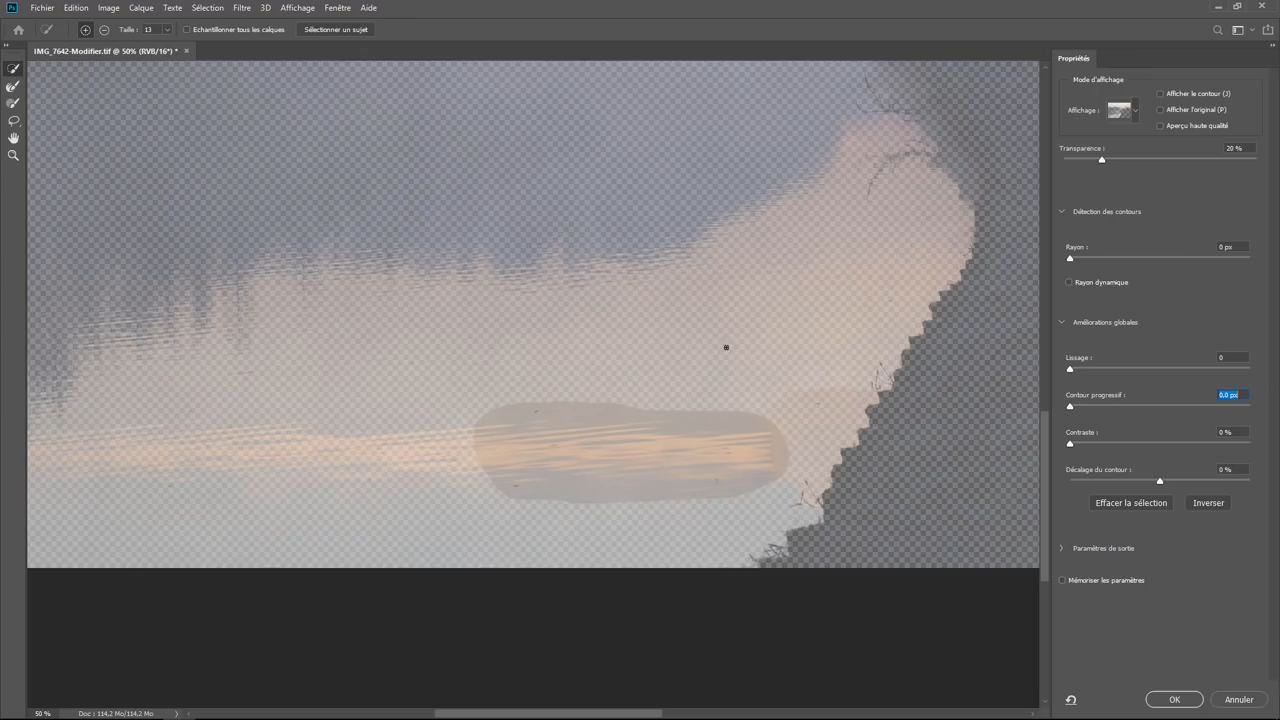 Fichier Edition Image Calque Texte Sélection Filtre 3D Affichage Fenêtre Aide
Taille : 13 Echantillonner tous les calques Sélectionner un sujet
IMG_7642-Modifier.tif @ 50% (RVB/16*) *
Propriétés
Mode d'affichage
Affichage :
Afficher le contour (J)
Afficher l'original (P)
Aperçu haute qualité
Transparence : 20 %
Détection des contours
Rayon : 0 px
Rayon dynamique
Améliorations globales
Lissage : 0
Contour progressif : 0,0 px
Contraste : 0 %
Décalage du contour : 0 %
Effacer la sélection Inverser
Paramètres de sortie
Mémoriser les paramètres
OK Annuler
50 % Doc : 114,2 Mo/114,2 Mo